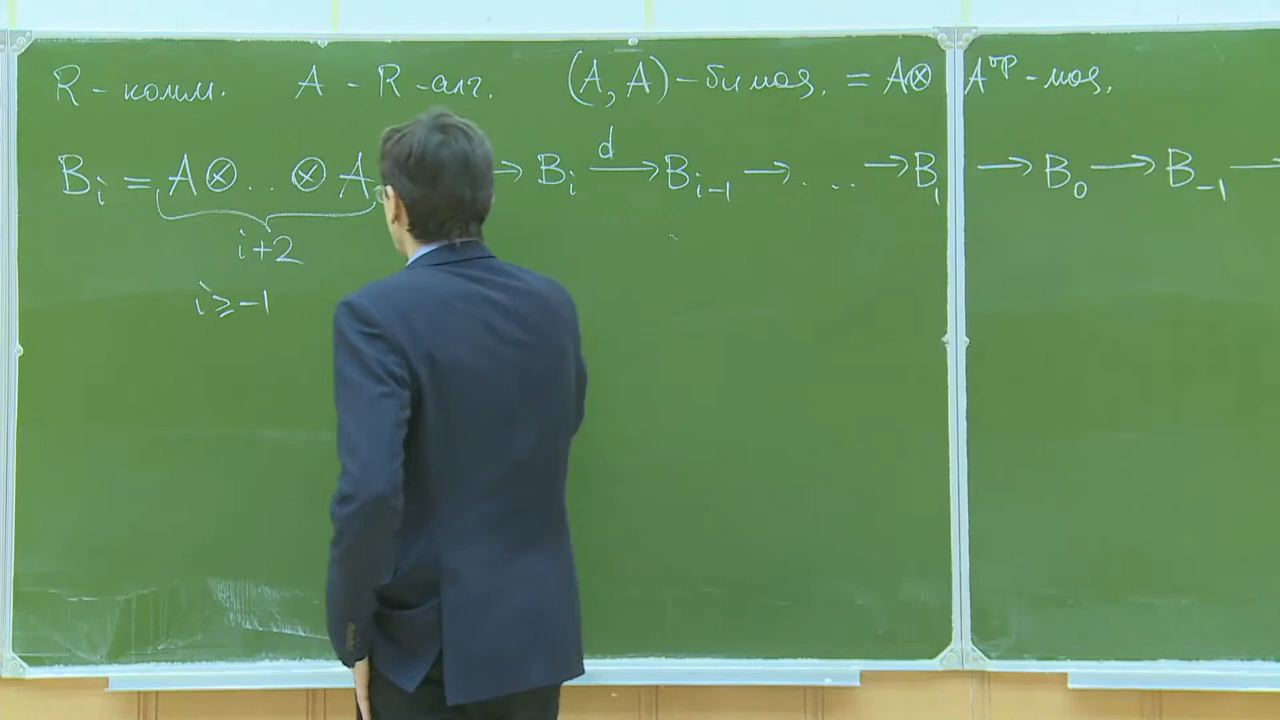 R - комм. A - R - алг. (A, A) - бимод. = A⊗ A^op - мод.
B_i = A⊗..⊗A → B_i →^d B_{i-1} → .... → B_1 → B_0 → B_{-1} →
i+2
i ≥ -1